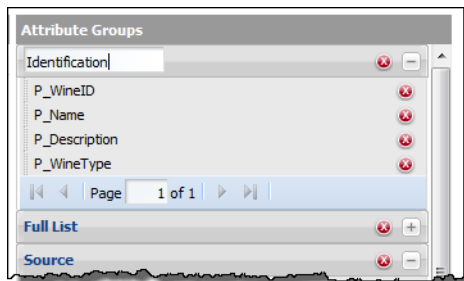 Attribute Groups
Identification
P_WineID
P_Name
P_Description
P_WineType
Page 1 of 1
Full List
Source